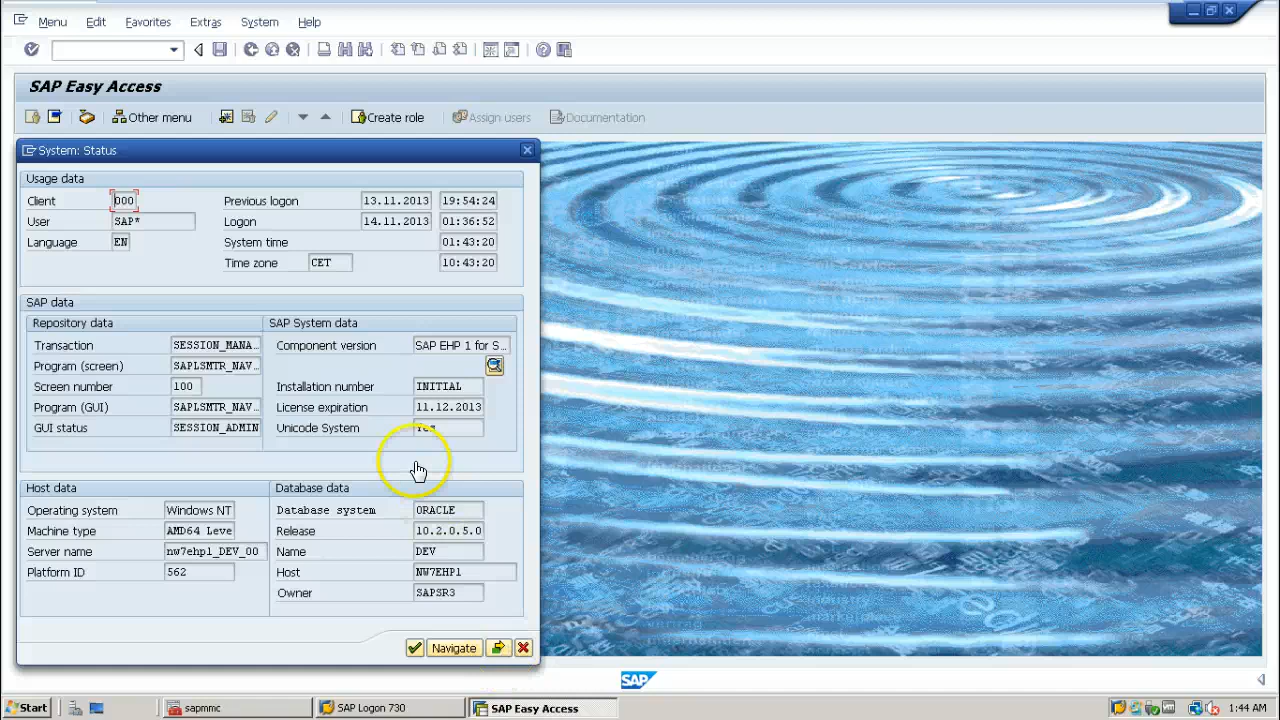 Menu Edit Favorites Extras System Help
SAP Easy Access
Other menu Create role Assign users Documentation
System: Status
Usage data
Client 000 Previous logon 13.11.2013 19:54:24
User SAP* Logon 14.11.2013 01:36:52
Language EN System time 01:43:20
Time zone CET 10:43:20
SAP data
Repository data SAP System data
Transaction SESSION_MANA… Component version SAP EHP 1 for S…
Program (screen) SAPLSMTR_NAV…
Screen number 100 Installation number INITIAL
Program (GUI) SAPLSMTR_NAV… License expiration 11.12.2013
GUI status SESSION_ADMIN Unicode System
Host data Database data
Operating system Windows NT Database system ORACLE
Machine type AMD64 Leve Release 10.2.0.5.0
Server name nw7ehp1_DEV_00 Name DEV
Platform ID 562 Host NW7EHP1
Owner SAPSR3
Navigate
SAP
Start sapmmc SAP Logon 730 SAP Easy Access 1:44 AM